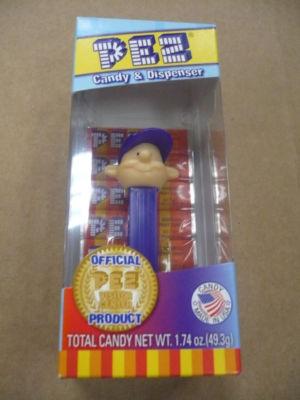 PEZ
Candy & Dispenser
OFFICIAL
PEZ
PRODUCT
CANDY
MADE IN USA
TOTAL CANDY NET WT. 1.74 oz.(49.3g)